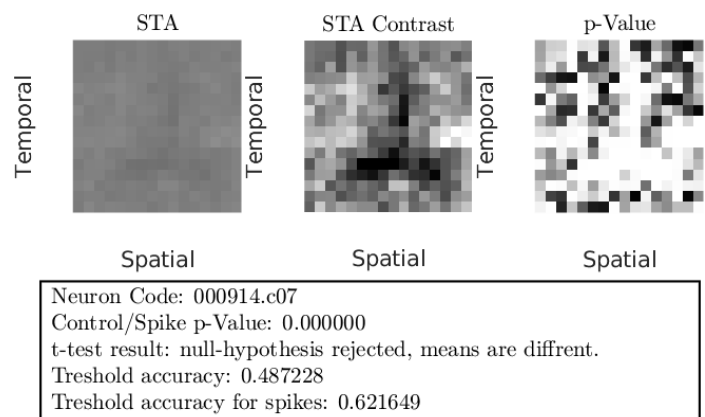 STA
STA Contrast
p-Value
Temporal
Temporal
Temporal
Spatial
Spatial
Spatial
Neuron Code: 000914.c07
Control/Spike p-Value: 0.000000
t-test result: null-hypothesis rejected, means are diffrent.
Treshold accuracy: 0.487228
Treshold accuracy for spikes: 0.621649